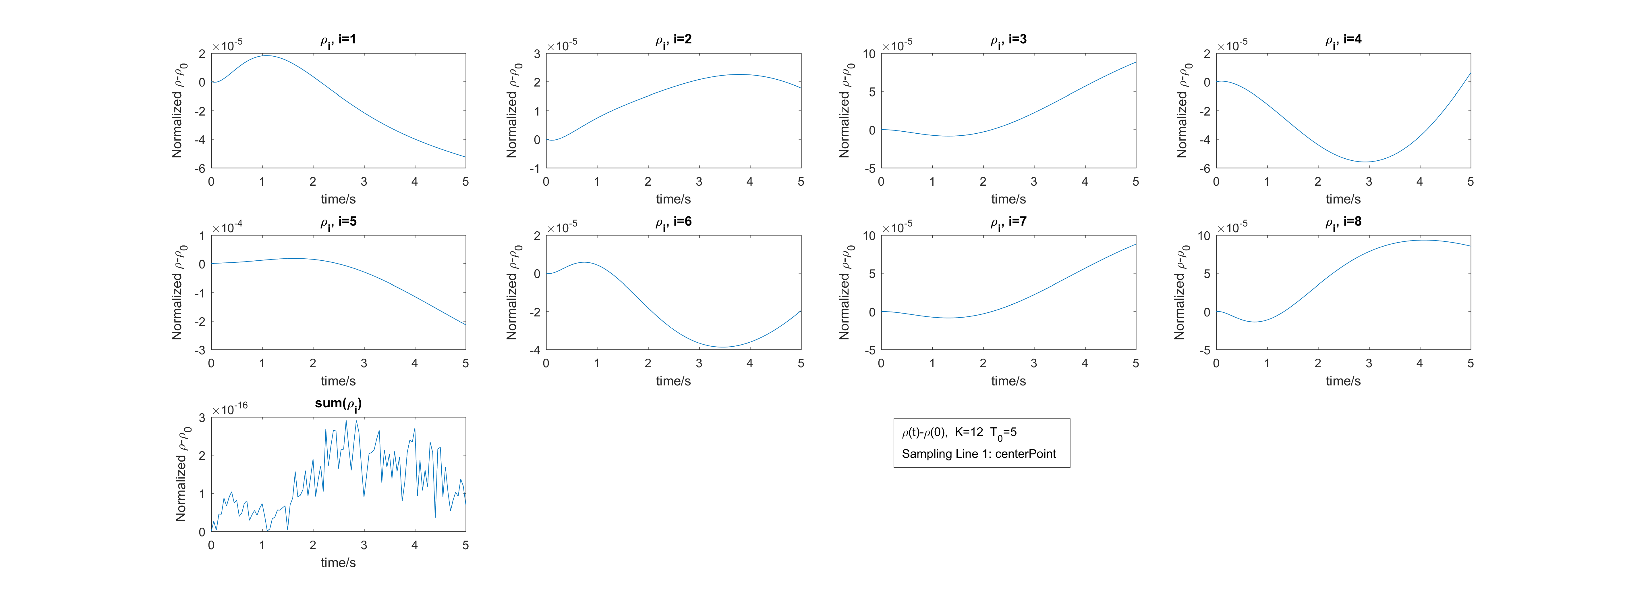 ρi, i=1
×10-5
Normalized ρ-ρ0
2
0
-2
-4
-6
0 1 2 3 4 5
time/s
ρi, i=2
×10-5
Normalized ρ-ρ0
3
2
1
0
-1
0 1 2 3 4 5
time/s
ρi, i=3
×10-5
Normalized ρ-ρ0
10
5
0
-5
0 1 2 3 4 5
time/s
ρi, i=4
×10-5
Normalized ρ-ρ0
2
0
-2
-4
-6
0 1 2 3 4 5
time/s
ρi, i=5
×10-4
Normalized ρ-ρ0
1
0
-1
-2
-3
0 1 2 3 4 5
time/s
ρi, i=6
×10-5
Normalized ρ-ρ0
2
0
-2
-4
0 1 2 3 4 5
time/s
ρi, i=7
×10-5
Normalized ρ-ρ0
10
5
0
-5
0 1 2 3 4 5
time/s
ρi, i=8
×10-5
Normalized ρ-ρ0
10
5
0
-5
0 1 2 3 4 5
time/s
sum(ρi)
×10-16
Normalized ρ-ρ0
3
2
1
0
0 1 2 3 4 5
time/s
ρ(t)-ρ(0), K=12 T0=5
Sampling Line 1: centerPoint